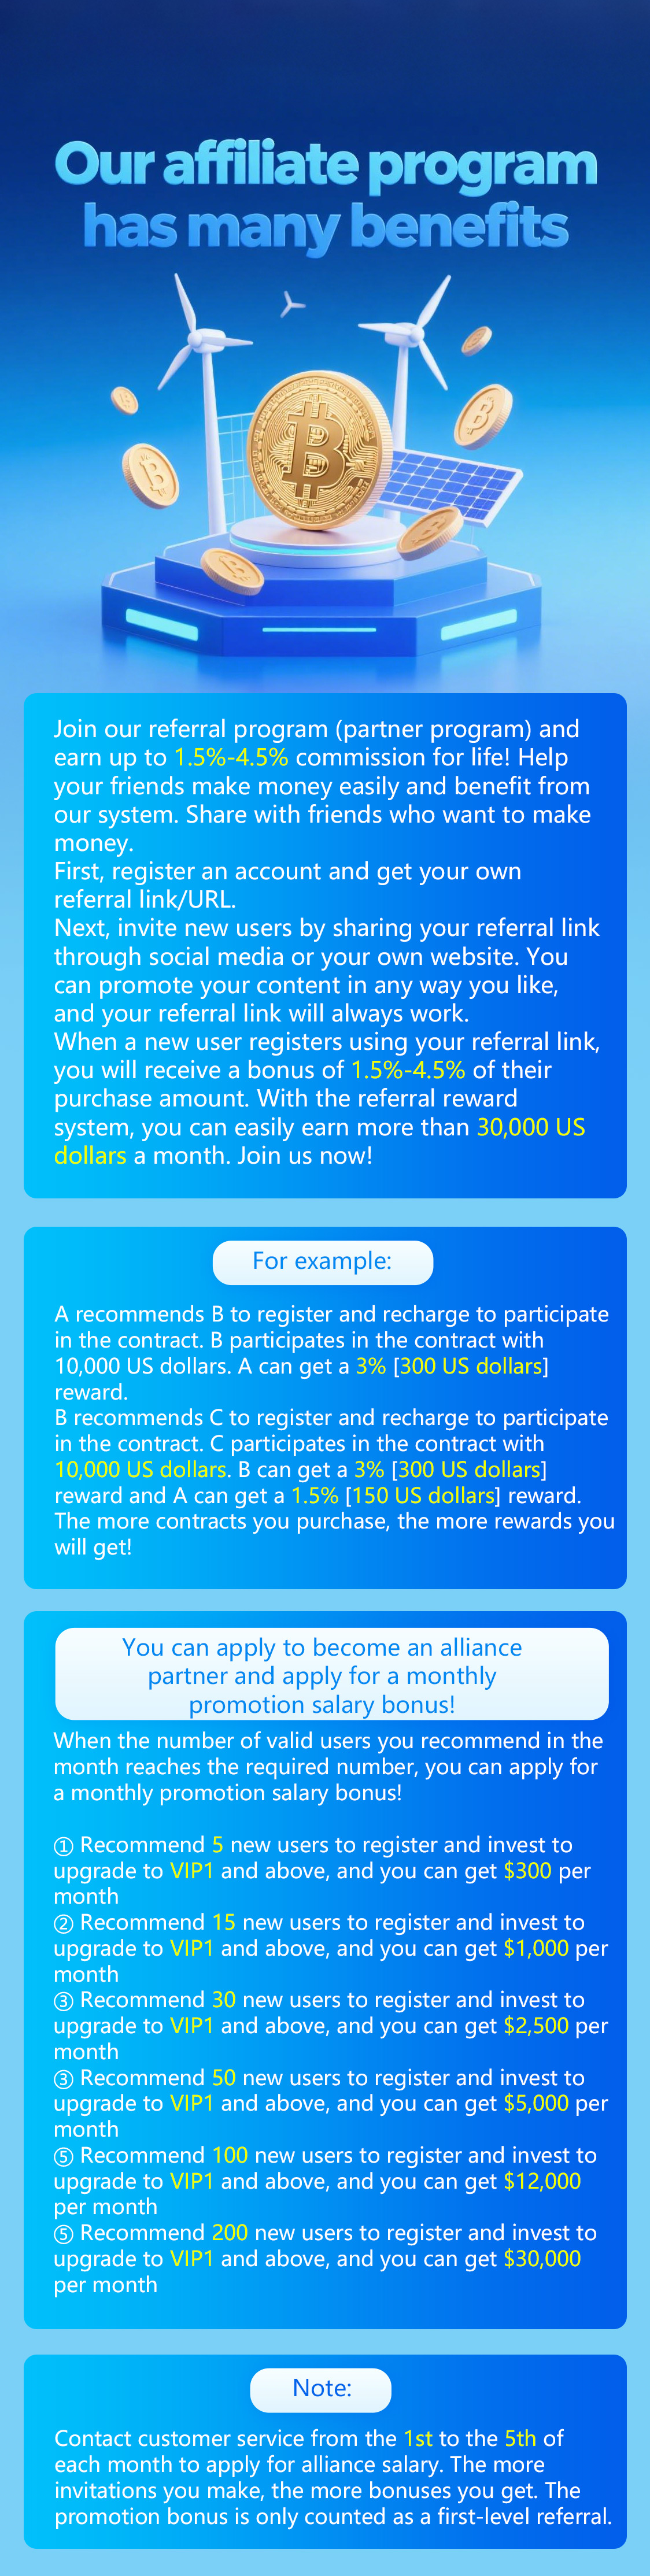 Our affiliate program
has many benefits
Join our referral program (partner program) and
earn up to 1.5%-4.5% commission for life! Help
your friends make money easily and benefit from
our system. Share with friends who want to make
money.
First, register an account and get your own
referral link/URL.
Next, invite new users by sharing your referral link
through social media or your own website. You
can promote your content in any way you like,
and your referral link will always work.
When a new user registers using your referral link,
you will receive a bonus of 1.5%-4.5% of their
purchase amount. With the referral reward
system, you can easily earn more than 30,000 US
dollars a month. Join us now!
For example:
A recommends B to register and recharge to participate
in the contract. B participates in the contract with
10,000 US dollars. A can get a 3% [300 US dollars]
reward.
B recommends C to register and recharge to participate
in the contract. C participates in the contract with
10,000 US dollars. B can get a 3% [300 US dollars]
reward and A can get a 1.5% [150 US dollars] reward.
The more contracts you purchase, the more rewards you
will get!
You can apply to become an alliance
partner and apply for a monthly
promotion salary bonus!
When the number of valid users you recommend in the
month reaches the required number, you can apply for
a monthly promotion salary bonus!
① Recommend 5 new users to register and invest to
upgrade to VIP1 and above, and you can get $300 per
month
② Recommend 15 new users to register and invest to
upgrade to VIP1 and above, and you can get $1,000 per
month
③ Recommend 30 new users to register and invest to
upgrade to VIP1 and above, and you can get $2,500 per
month
③ Recommend 50 new users to register and invest to
upgrade to VIP1 and above, and you can get $5,000 per
month
⑤ Recommend 100 new users to register and invest to
upgrade to VIP1 and above, and you can get $12,000
per month
⑤ Recommend 200 new users to register and invest to
upgrade to VIP1 and above, and you can get $30,000
per month
Note:
Contact customer service from the 1st to the 5th of
each month to apply for alliance salary. The more
invitations you make, the more bonuses you get. The
promotion bonus is only counted as a first-level referral.